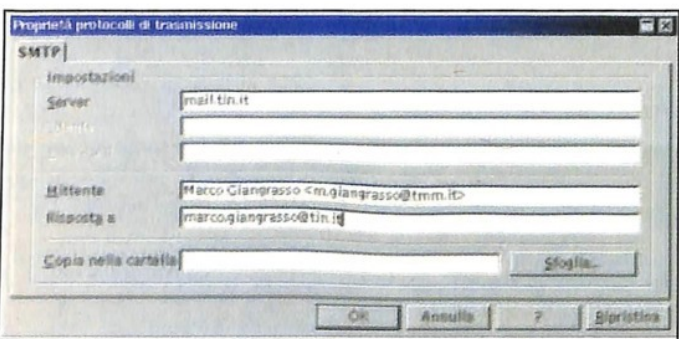 Proprietà protocolli di trasmissione
SMTP
Impostazioni
Server mail.tin.it
Mittente Marco Giangrasso <m.giangrasso@tmm.it>
Risposta a marco.giangrasso@tin.it
Copia nella cartella Sfoglia...
OK Annulla ? Ripristina